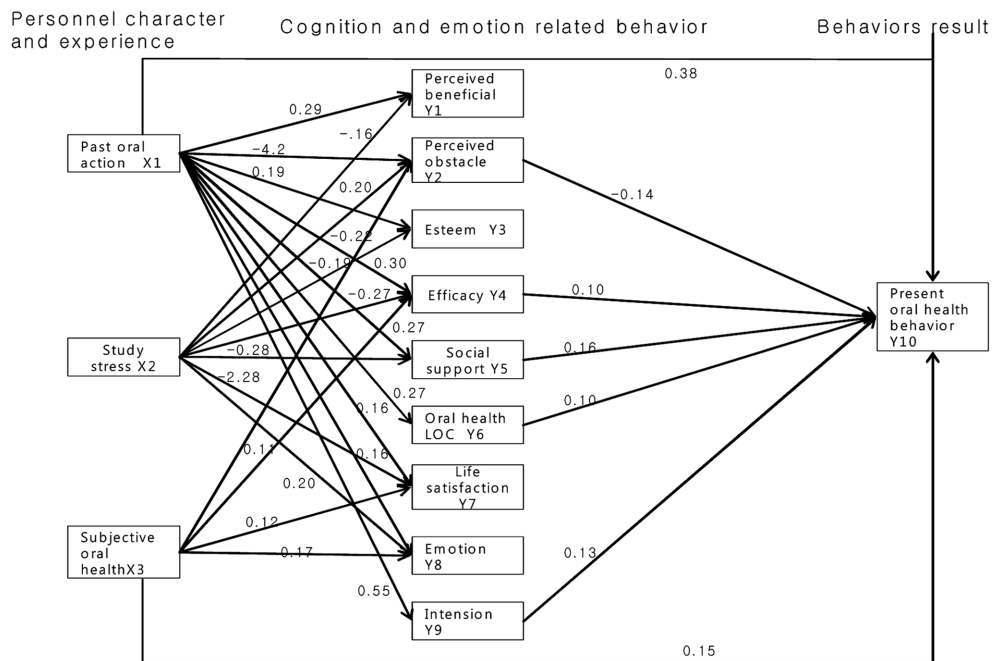 Personnel character
and experience
Cognition and emotion related behavior
Behaviors result
0.38
Perceived
beneficial
Y1
0.29
-.16
Past oral
action X1
-4.2
Perceived
obstacle
Y2
0.19
0.20
-0.14
Esteem Y3
-0.22
-0.19
0.30
-0.27
Efficacy Y4
0.10
Present
oral health
behavior
Y10
0.27
Study
stress X2
-0.28
Social
support Y5
0.16
-2.28
0.27
0.16
Oral health
LOC Y6
0.10
0.11
0.16
Life
satisfaction
Y7
0.20
0.12
Subjective
oral
healthX3
0.17
Emotion
Y8
0.13
0.55
Intension
Y9
0.15